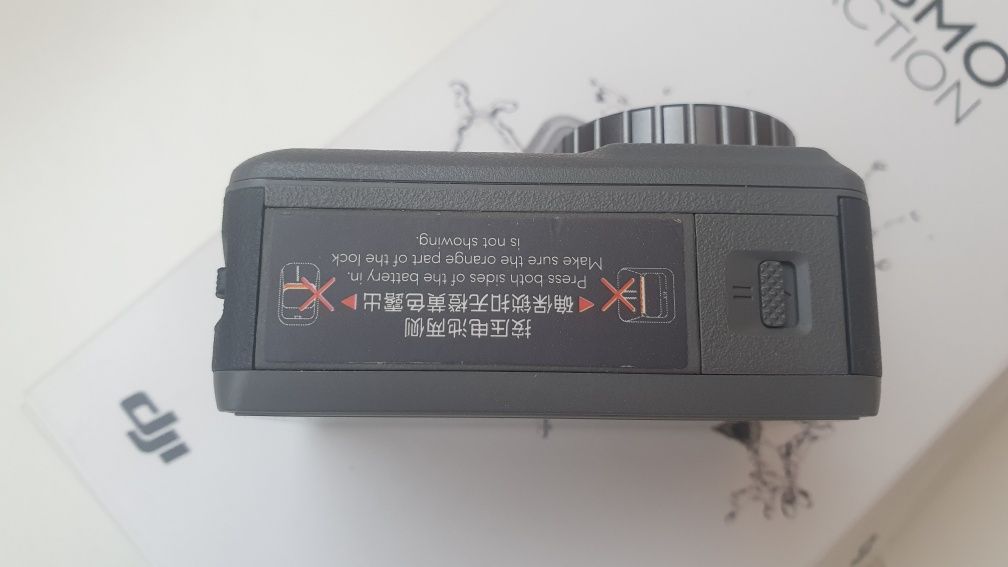 按压电池两侧
确保锁扣无橙黄色露出
Press both sides of the battery in.
Make sure the orange part of the lock
is not showing.
SMO
ACTION
dji